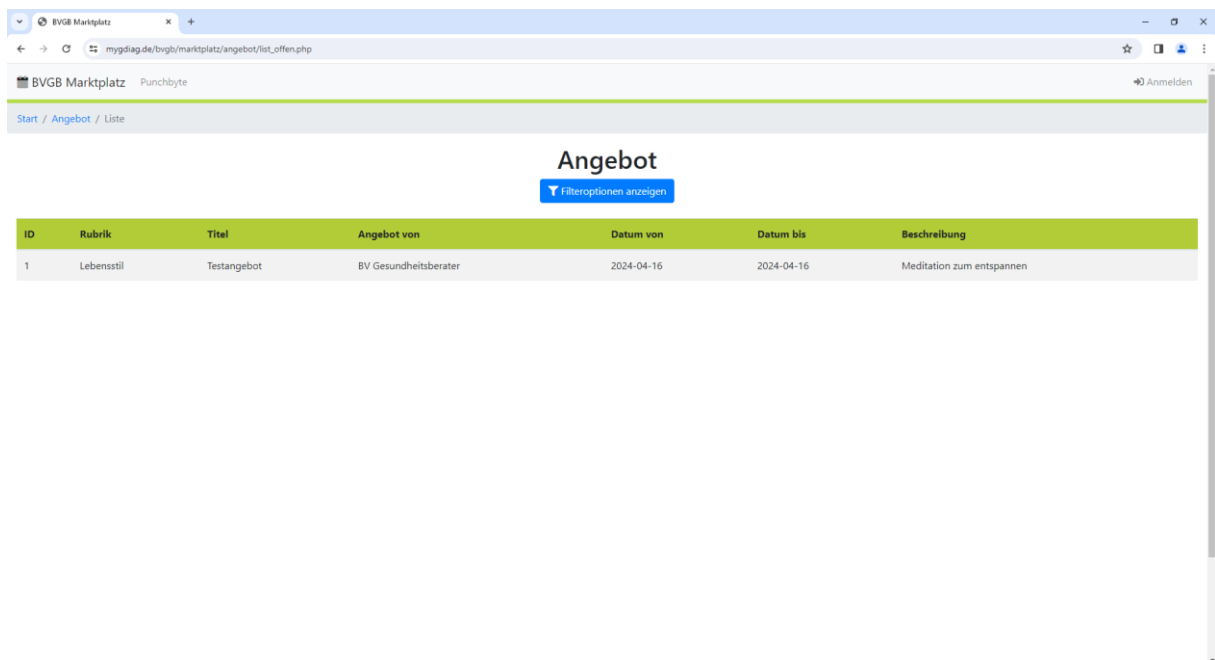 BVGB Marktplatz
mygdiag.de/bvgb/marktplatz/angebot/list_offen.php
BVGB Marktplatz Punchbyte Anmelden
Start / Angebot / Liste
Angebot
Filteroptionen anzeigen
ID Rubrik Titel Angebot von Datum von Datum bis Beschreibung
1 Lebensstil Testangebot BV Gesundheitsberater 2024-04-16 2024-04-16 Meditation zum entspannen